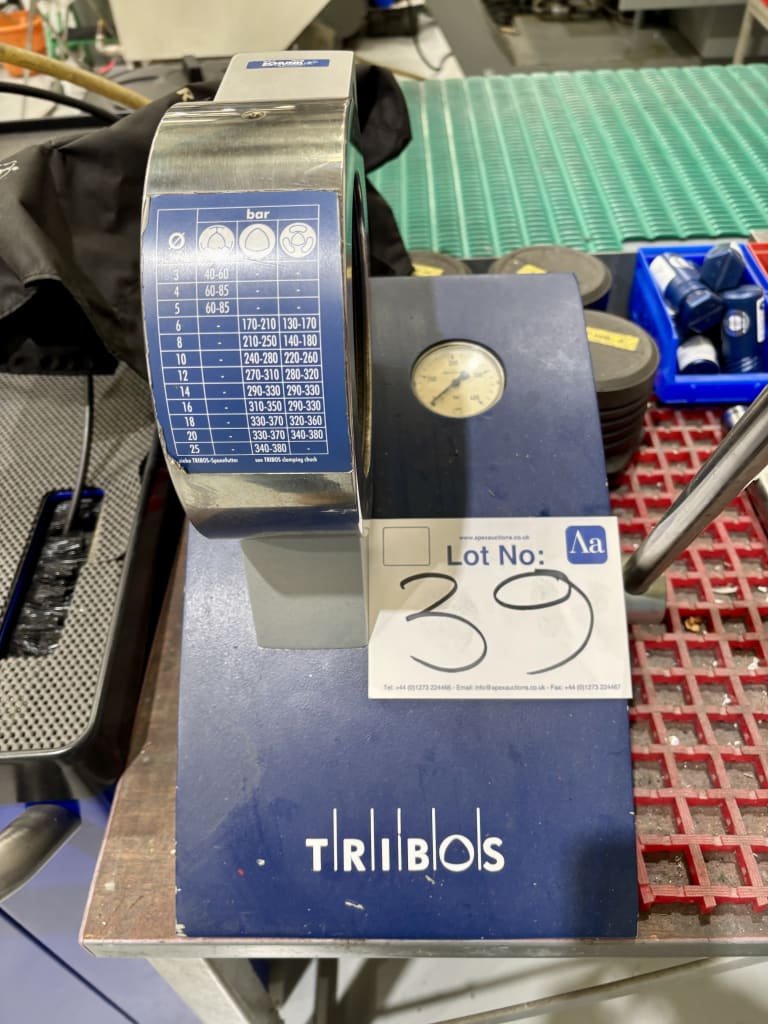 SCHUNK
bar
Ø
3 40-60 - -
4 60-85 - -
5 60-85 - -
6 - 170-210 130-170
8 - 210-250 140-180
10 - 240-280 220-260
12 - 270-310 280-320
14 - 290-330 290-330
16 - 310-350 290-330
18 - 330-370 320-360
20 - 330-370 340-380
25 - 340-380 -
siehe TRIBOS-Spannfutter see TRIBOS clamping chuck
www.apexauctions.co.uk
Lot No:
Aa
39
Tel: +44 (0)1273 224466 - Email: info@apexauctions.co.uk - Fax: +44 (0)1273 224467
TRIBOS